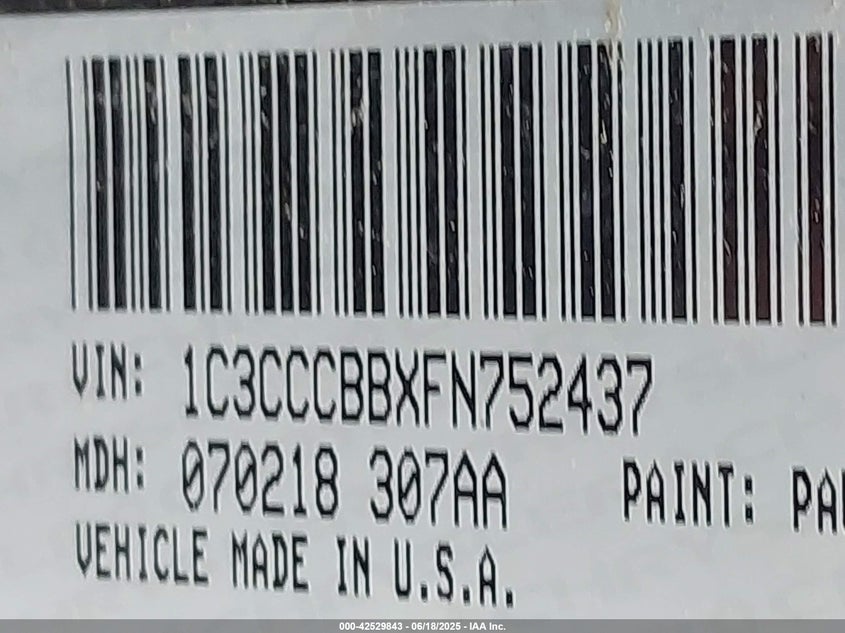 VIN: 1C3CCCBBXFN752437
MDH: 070218 307AA PAINT:
VEHICLE MADE IN U.S.A.
000-42529843 - 06/18/2025 - IAA Inc.